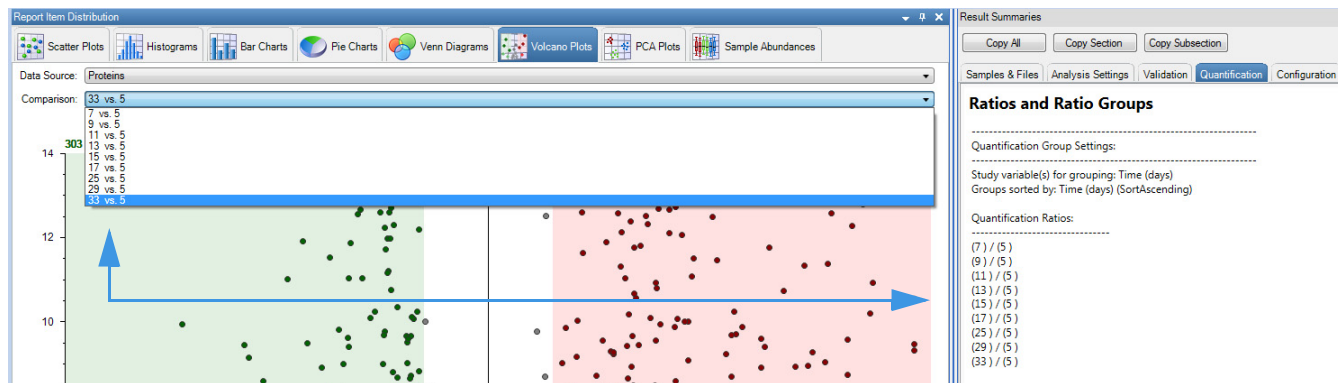 Report Item Distribution
Scatter Plots
Histograms
Bar Charts
Pie Charts
Venn Diagrams
Volcano Plots
PCA Plots
Sample Abundances
Data Source: Proteins
Comparison: 33 vs. 5
7 vs. 5
9 vs. 5
11 vs. 5
13 vs. 5
15 vs. 5
17 vs. 5
25 vs. 5
29 vs. 5
33 vs. 5
303
14
12
10
Result Summaries
Copy All
Copy Section
Copy Subsection
Samples & Files
Analysis Settings
Validation
Quantification
Configuration
Ratios and Ratio Groups
Quantification Group Settings:
Study variable(s) for grouping: Time (days)
Groups sorted by: Time (days) (SortAscending)
Quantification Ratios:
(7 ) / (5 )
(9 ) / (5 )
(11 ) / (5 )
(13 ) / (5 )
(15 ) / (5 )
(17 ) / (5 )
(25 ) / (5 )
(29 ) / (5 )
(33 ) / (5 )